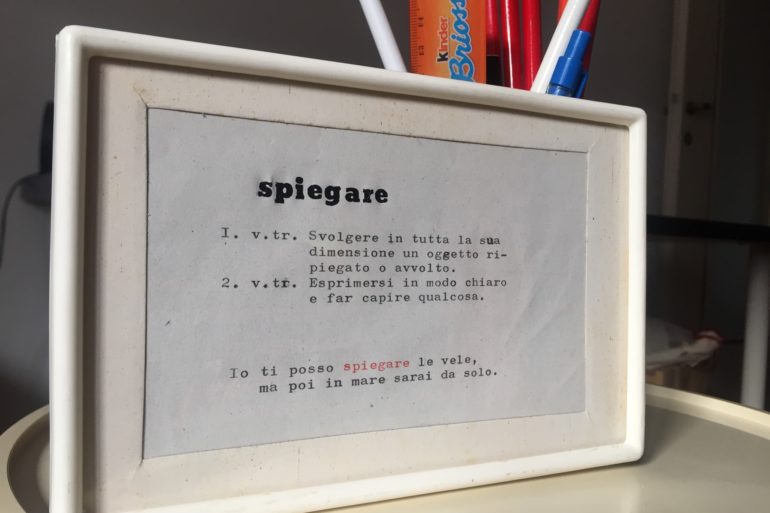 kinder
Brioss
spiegare
1. v.tr. Svolgere in tutta la sua
dimensione un oggetto ri-
piegato o avvolto.
2. v.tr. Esprimersi in modo chiaro
e far capire qualcosa.
Io ti posso spiegare le vele,
ma poi in mare sarai da solo.